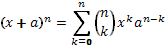 (x + a)^n = \sum_{k=0}^{n} \binom{n}{k} x^k a^{n-k}